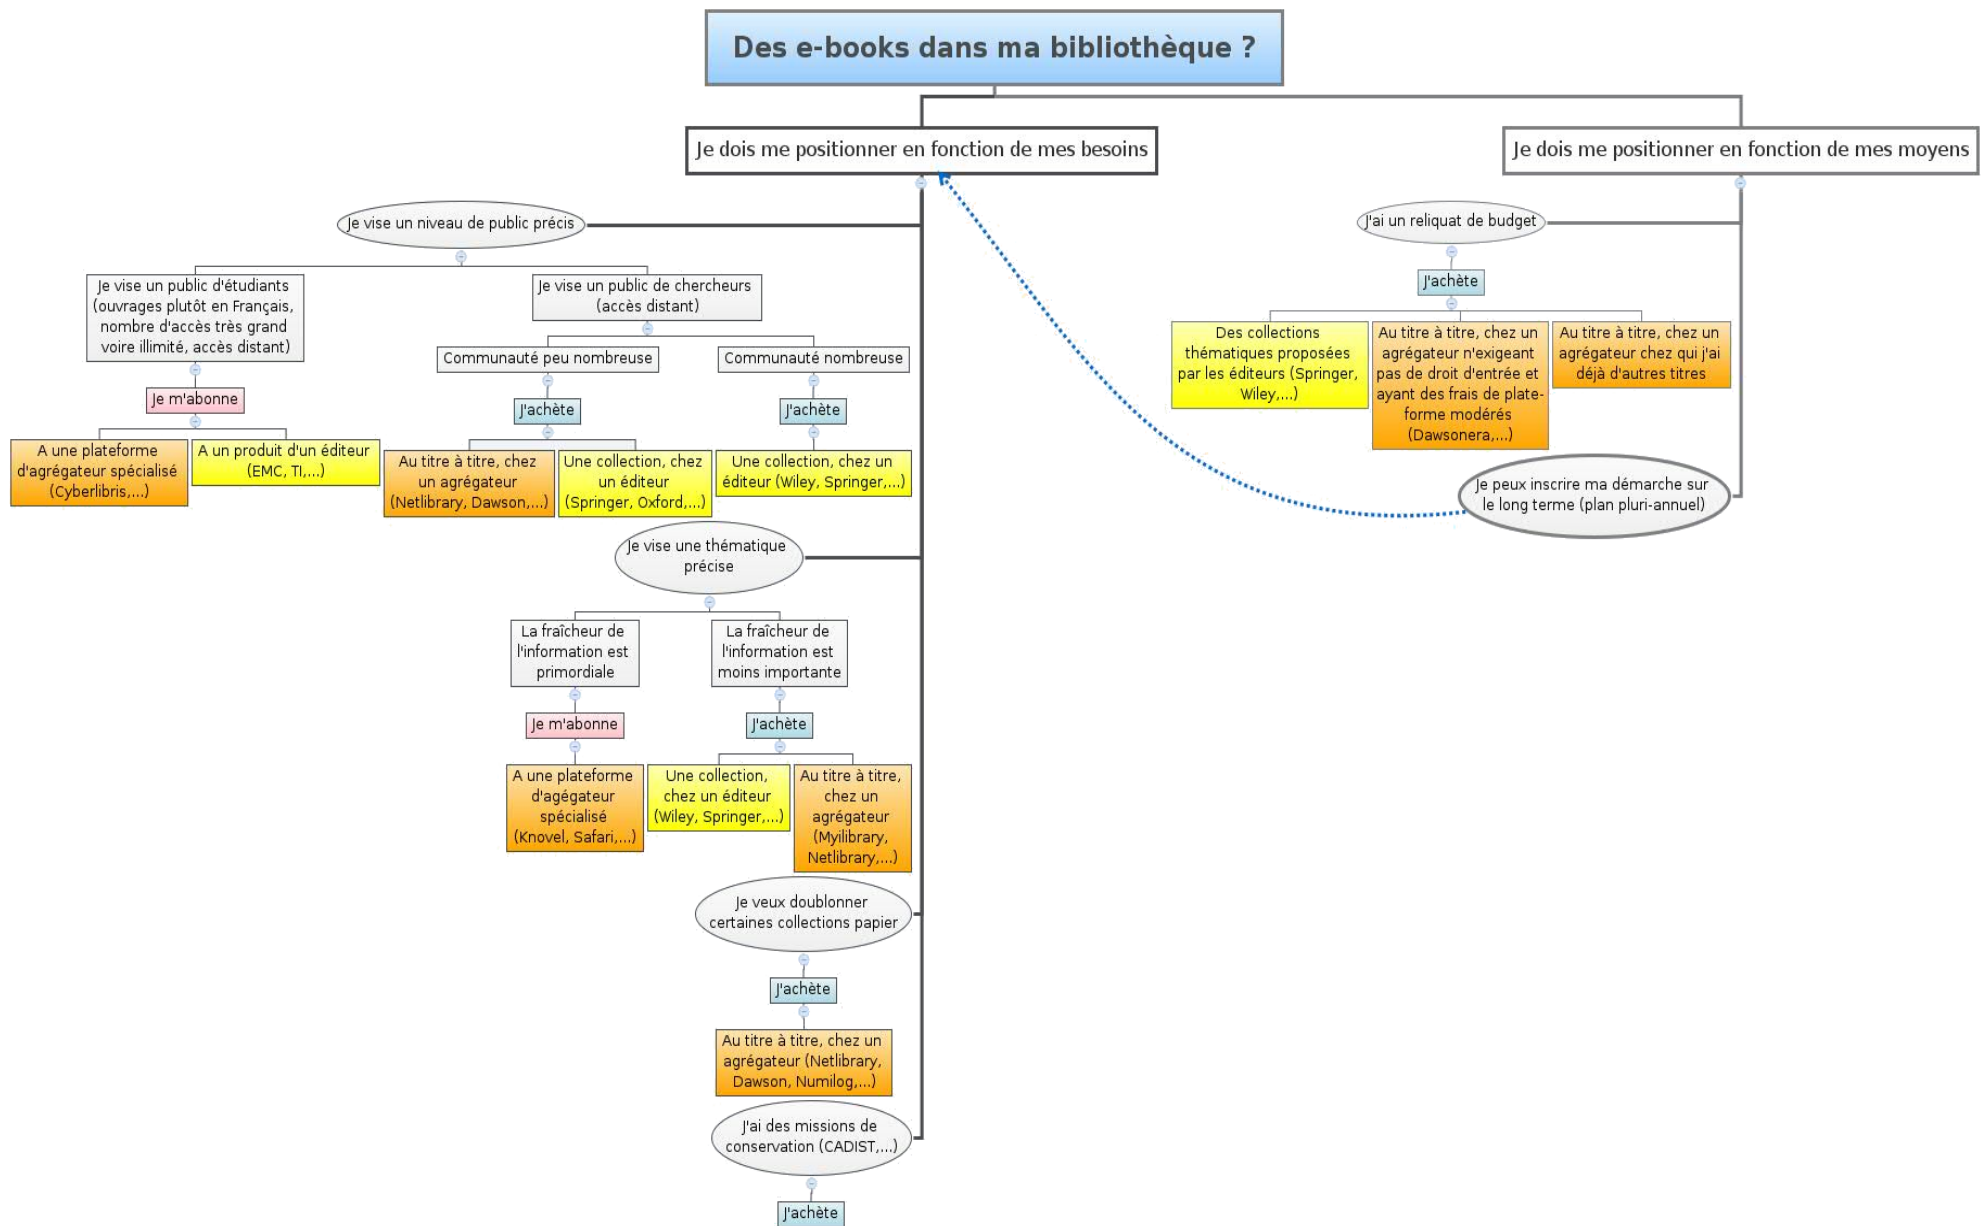 Des e-books dans ma bibliothèque ?
Je dois me positionner en fonction de mes besoins
Je vise un niveau de public précis
Je vise un public d'étudiants
(ouvrages plutôt en Français,
nombre d'accès très grand
voire illimité, accès distant)
Je m'abonne
A une plateforme
d'agrégateur spécialisé
(Cyberlibris,...)
A un produit d'un éditeur
(EMC, TI,...)
Je vise un public de chercheurs
(accès distant)
Communauté peu nombreuse
J'achète
Au titre à titre, chez
un agrégateur
(Netlibrary, Dawson,...)
Une collection, chez
un éditeur
(Springer, Oxford,...)
Communauté nombreuse
J'achète
Une collection, chez un
éditeur (Wiley, Springer,...)
Je vise une thématique
précise
La fraîcheur de
l'information est
primordiale
Je m'abonne
A une plateforme
d'agégateur
spécialisé
(Knovel, Safari,...)
La fraîcheur de
l'information est
moins importante
J'achète
Une collection,
chez un éditeur
(Wiley, Springer,...)
Au titre à titre,
chez un
agrégateur
(Myilibrary,
Netlibrary,...)
Je veux doublonner
certaines collections papier
J'achète
Au titre à titre, chez un
agrégateur (Netlibrary,
Dawson, Numilog,...)
J'ai des missions de
conservation (CADIST,...)
J'achète
Je dois me positionner en fonction de mes moyens
J'ai un reliquat de budget
J'achète
Des collections
thématiques proposées
par les éditeurs (Springer,
Wiley,...)
Au titre à titre, chez un
agrégateur n'exigeant
pas de droit d'entrée et
ayant des frais de plate-
forme modérés
(Dawsonera,...)
Au titre à titre, chez un
agrégateur chez qui j'ai
déjà d'autres titres
Je peux inscrire ma démarche sur
le long terme (plan pluri-annuel)